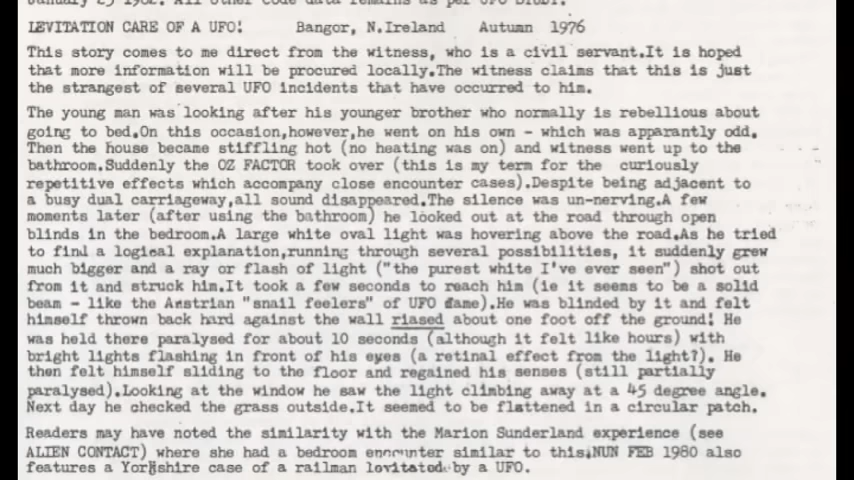 January 25 1982. All other code data remains as per UFO
LEVITATION CARE OF A UFO! Bangor, N.Ireland Autumn 1976
This story comes to me direct from the witness, who is a civil servant.It is hoped
that more information will be procured locally.The witness claims that this is just
the strangest of several UFO incidents that have occurred to him.
The young man was looking after his younger brother who normally is rebellious about
going to bed.On this occasion,however,he went on his own - which was apparantly odd.
Then the house became stiffling hot (no heating was on) and witness went up to the
bathroom.Suddenly the OZ FACTOR took over (this is my term for the curiously
repetitive effects which accompany close encounter cases).Despite being adjacent to
a busy dual carriageway,all sound disappeared.The silence was un-nerving.A few
moments later (after using the bathroom) he looked out at the road through open
blinds in the bedroom.A large white oval light was hovering above the road.As he tried
to find a logical explanation,running through several possibilities, it suddenly grew
much bigger and a ray or flash of light ("the purest white I've ever seen") shot out
from it and struck him.It took a few seconds to reach him (ie it seems to be a solid
beam - like the Austrian "snail feelers" of UFO fame).He was blinded by it and felt
himself thrown back hard against the wall riased about one foot off the ground! He
was held there paralysed for about 10 seconds (although it felt like hours) with
bright lights flashing in front of his eyes (a retinal effect from the light?). He
then felt himself sliding to the floor and regained his senses (still partially
paralysed).Looking at the window he saw the light climbing away at a 45 degree angle.
Next day he checked the grass outside.It seemed to be flattened in a circular patch.
Readers may have noted the similarity with the Marion Sunderland experience (see
ALIEN CONTACT) where she had a bedroom encounter similar to this.NUN FEB 1980 also
features a Yorkshire case of a railman levitated by a UFO.